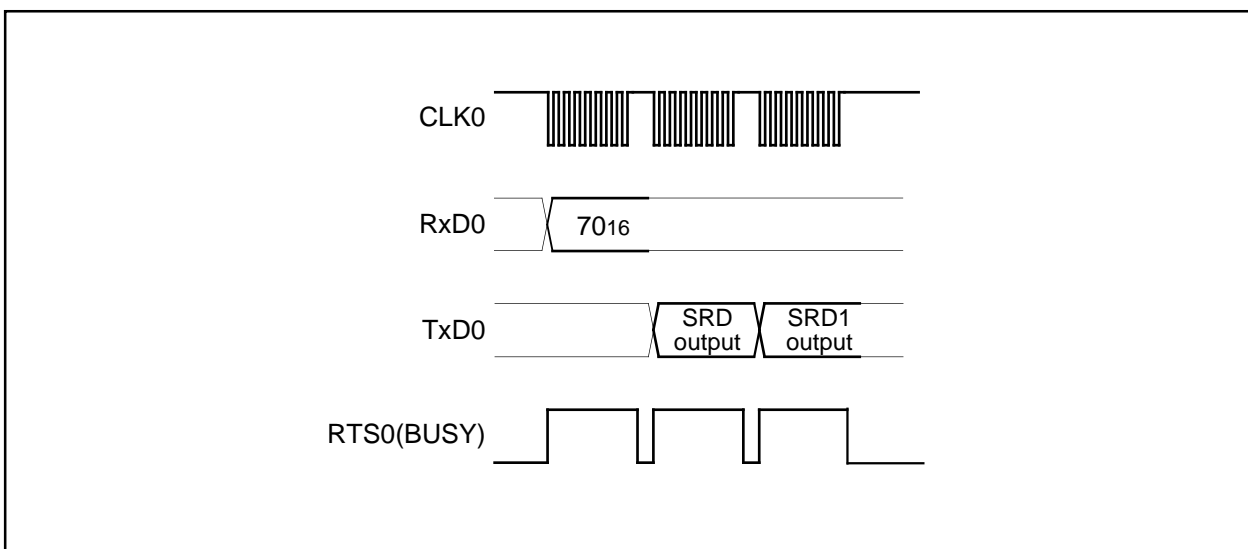 CLK0
RxD0
7016
TxD0
SRD
output
SRD1
output
RTS0(BUSY)